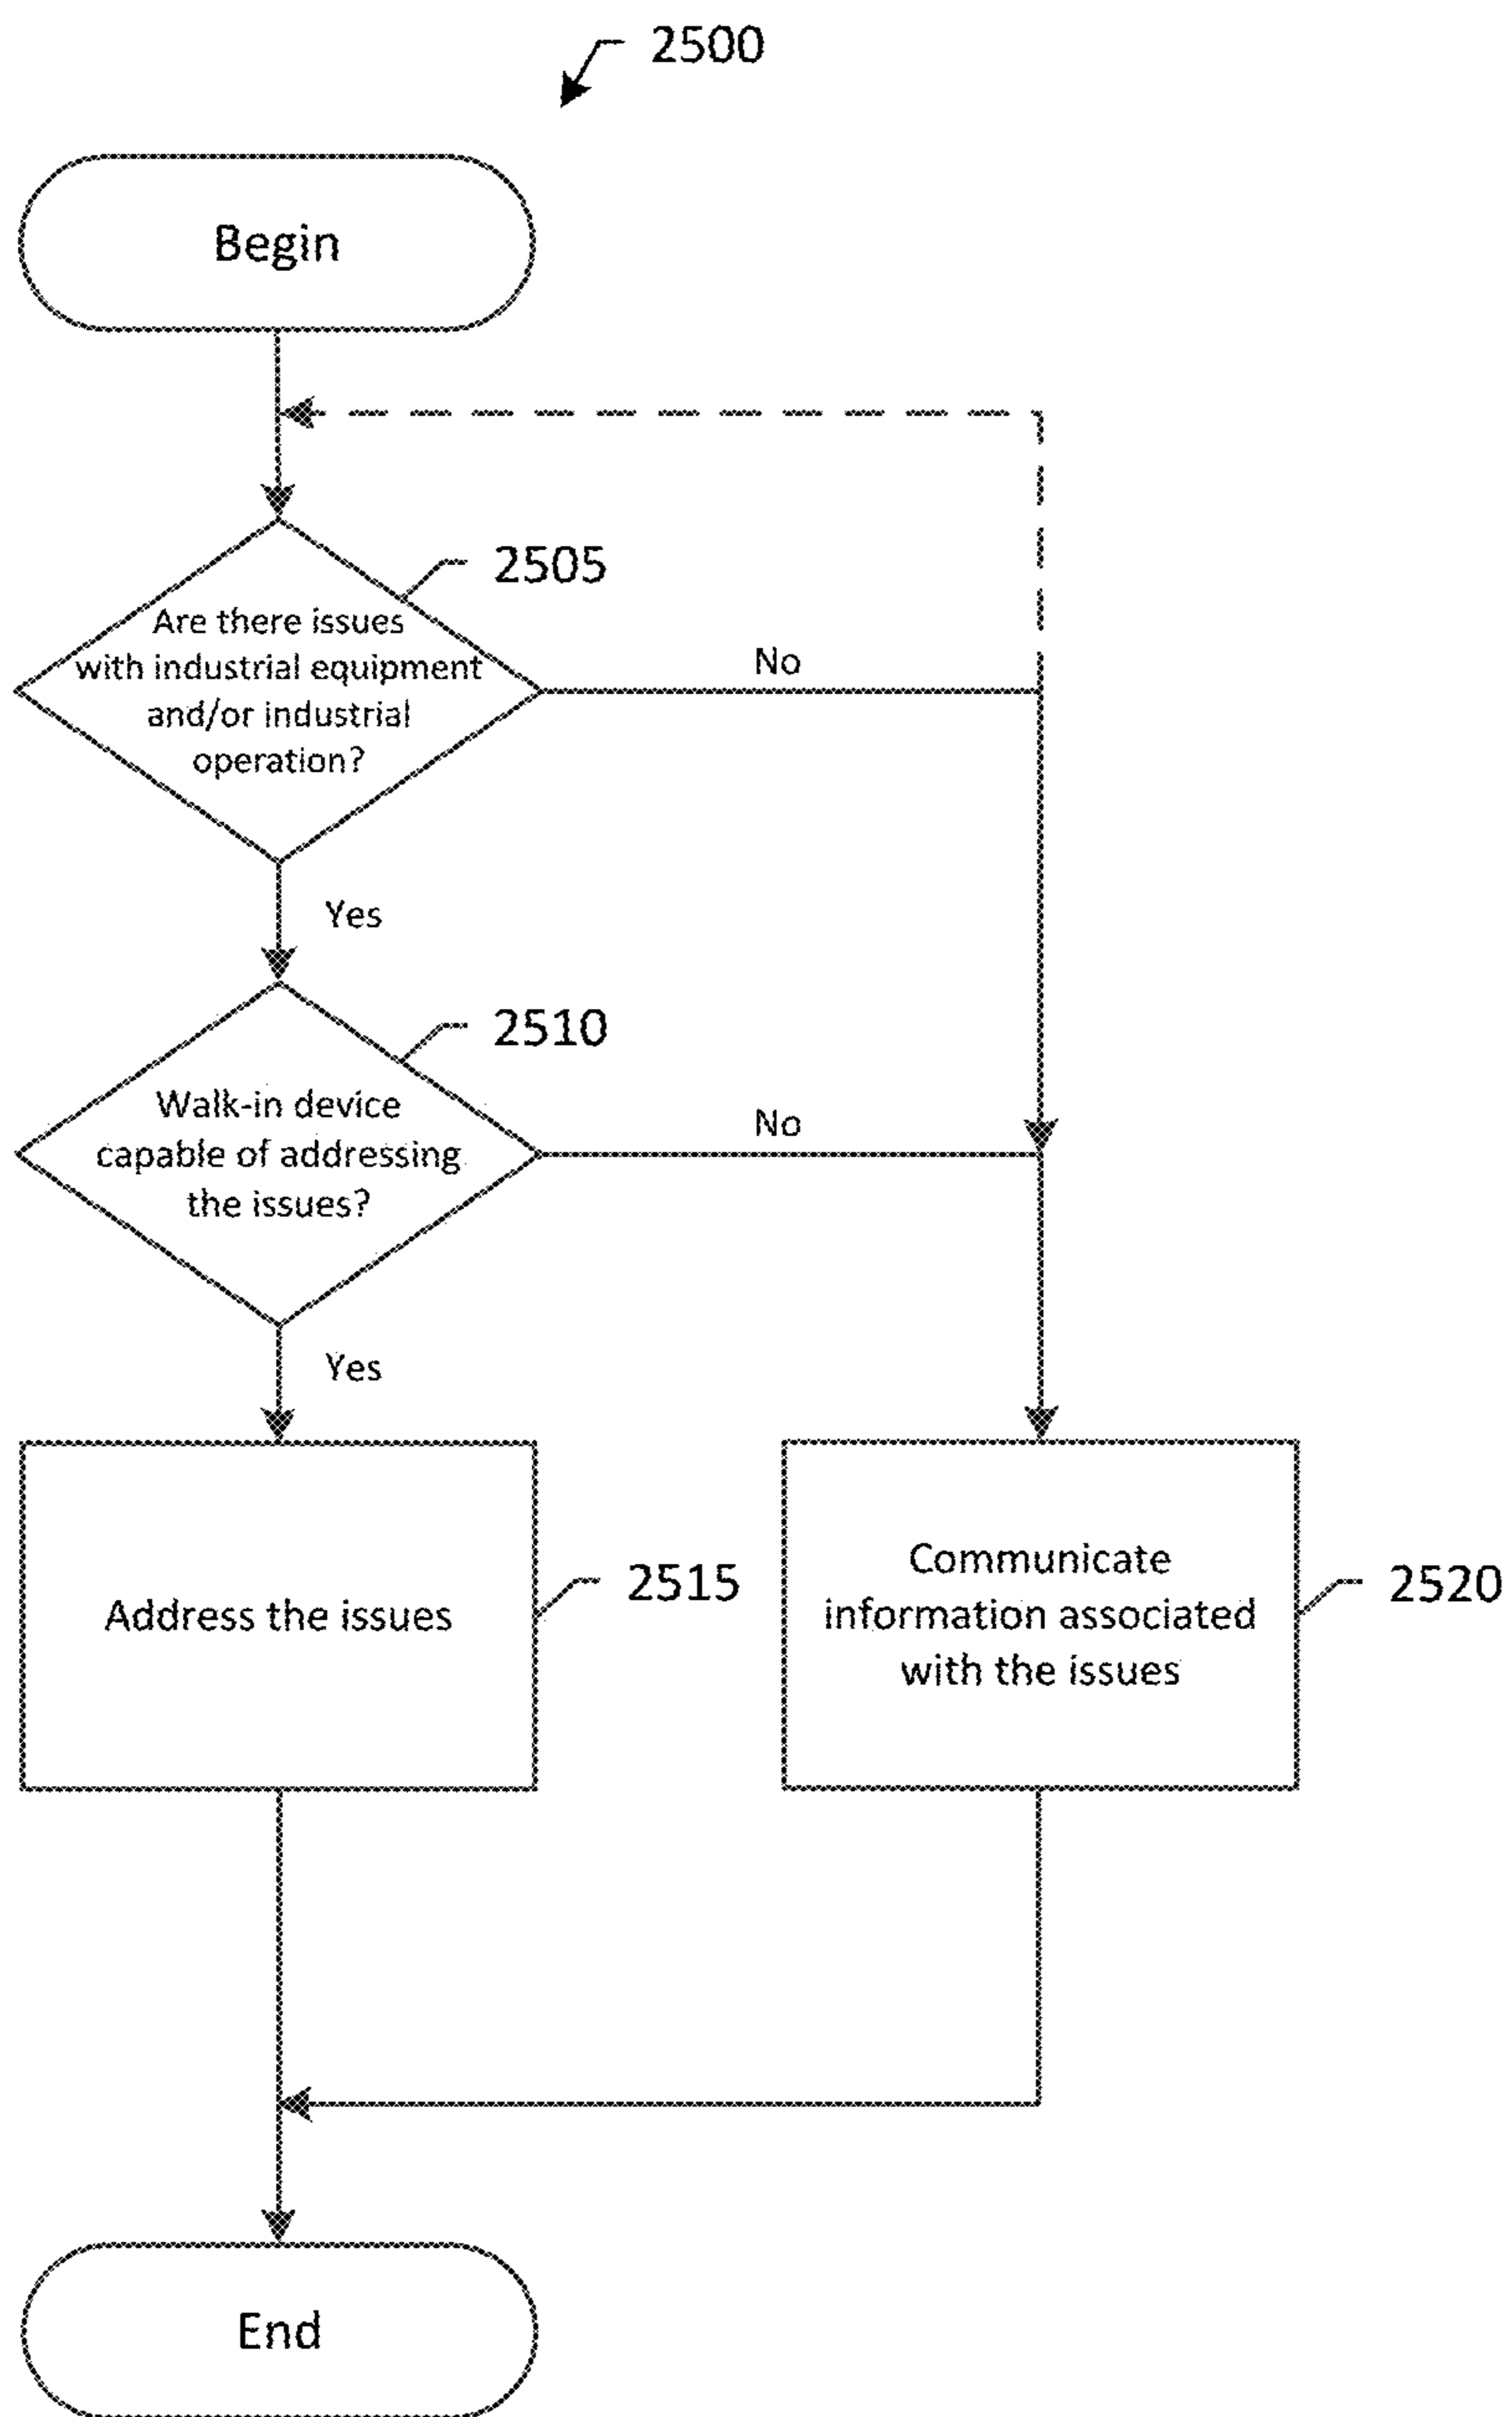 2500
Begin
2505
Are there issues
with industrial equipment
and/or industrial
operation?
No
Yes
2510
Walk-in device
capable of addressing
the issues?
No
Yes
Address the issues
2515
Communicate
information associated
with the issues
2520
End